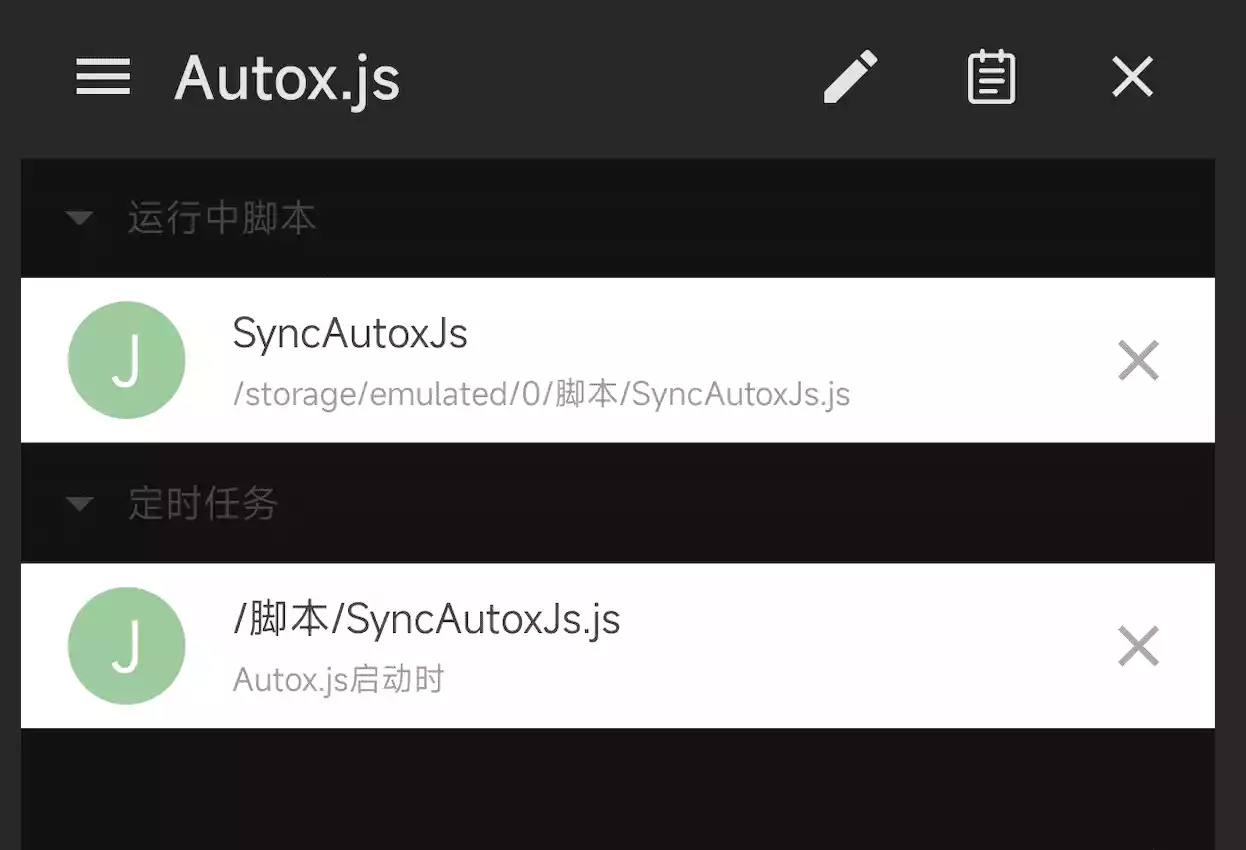 Autox.js
运行中脚本
J
SyncAutoxJs
/storage/emulated/0/脚本/SyncAutoxJs.js
定时任务
J
/脚本/SyncAutoxJs.js
Autox.js启动时